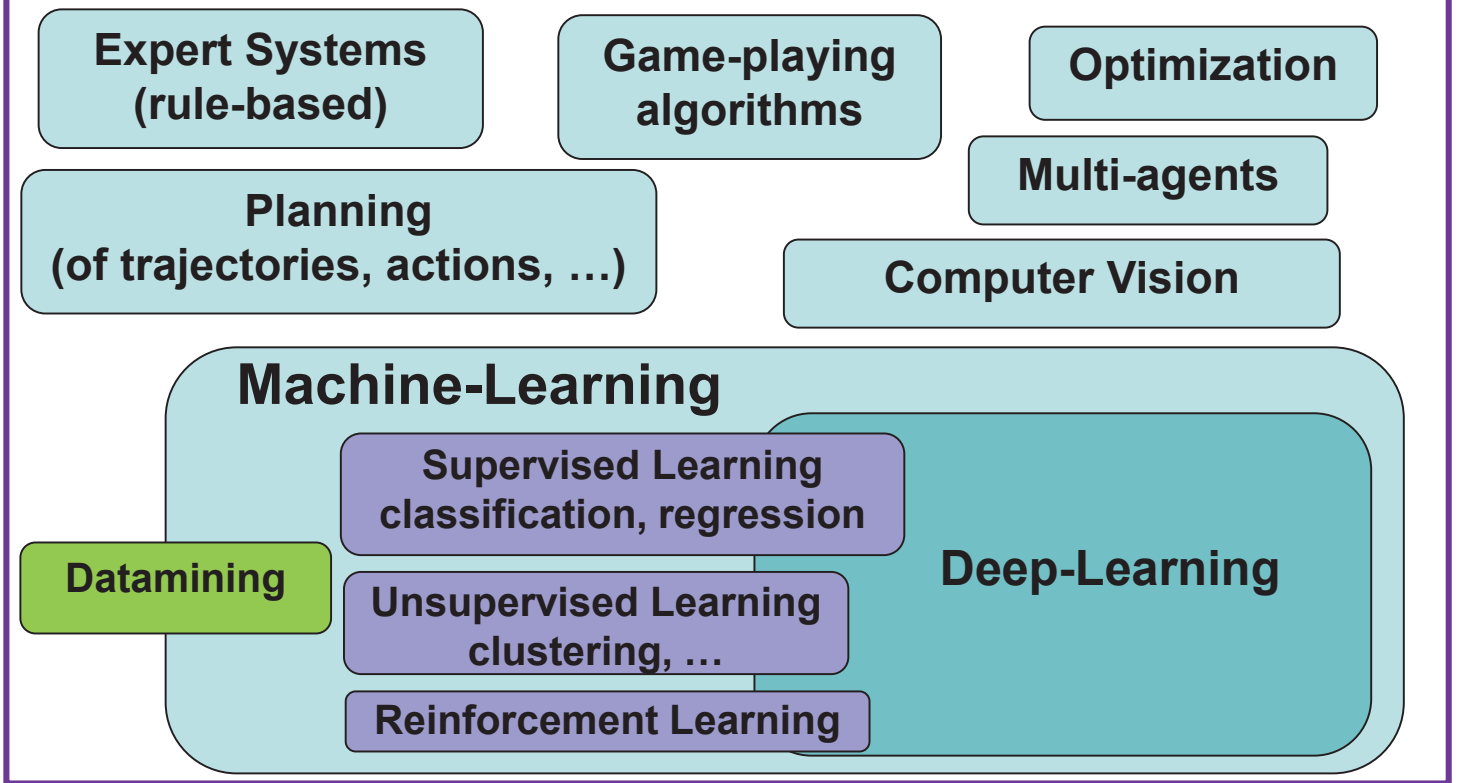 Expert Systems
(rule-based)
Game-playing
algorithms
Optimization
Multi-agents
Planning
(of trajectories, actions, …)
Computer Vision
Machine-Learning
Supervised Learning
classification, regression
Datamining
Deep-Learning
Unsupervised Learning
clustering, …
Reinforcement Learning